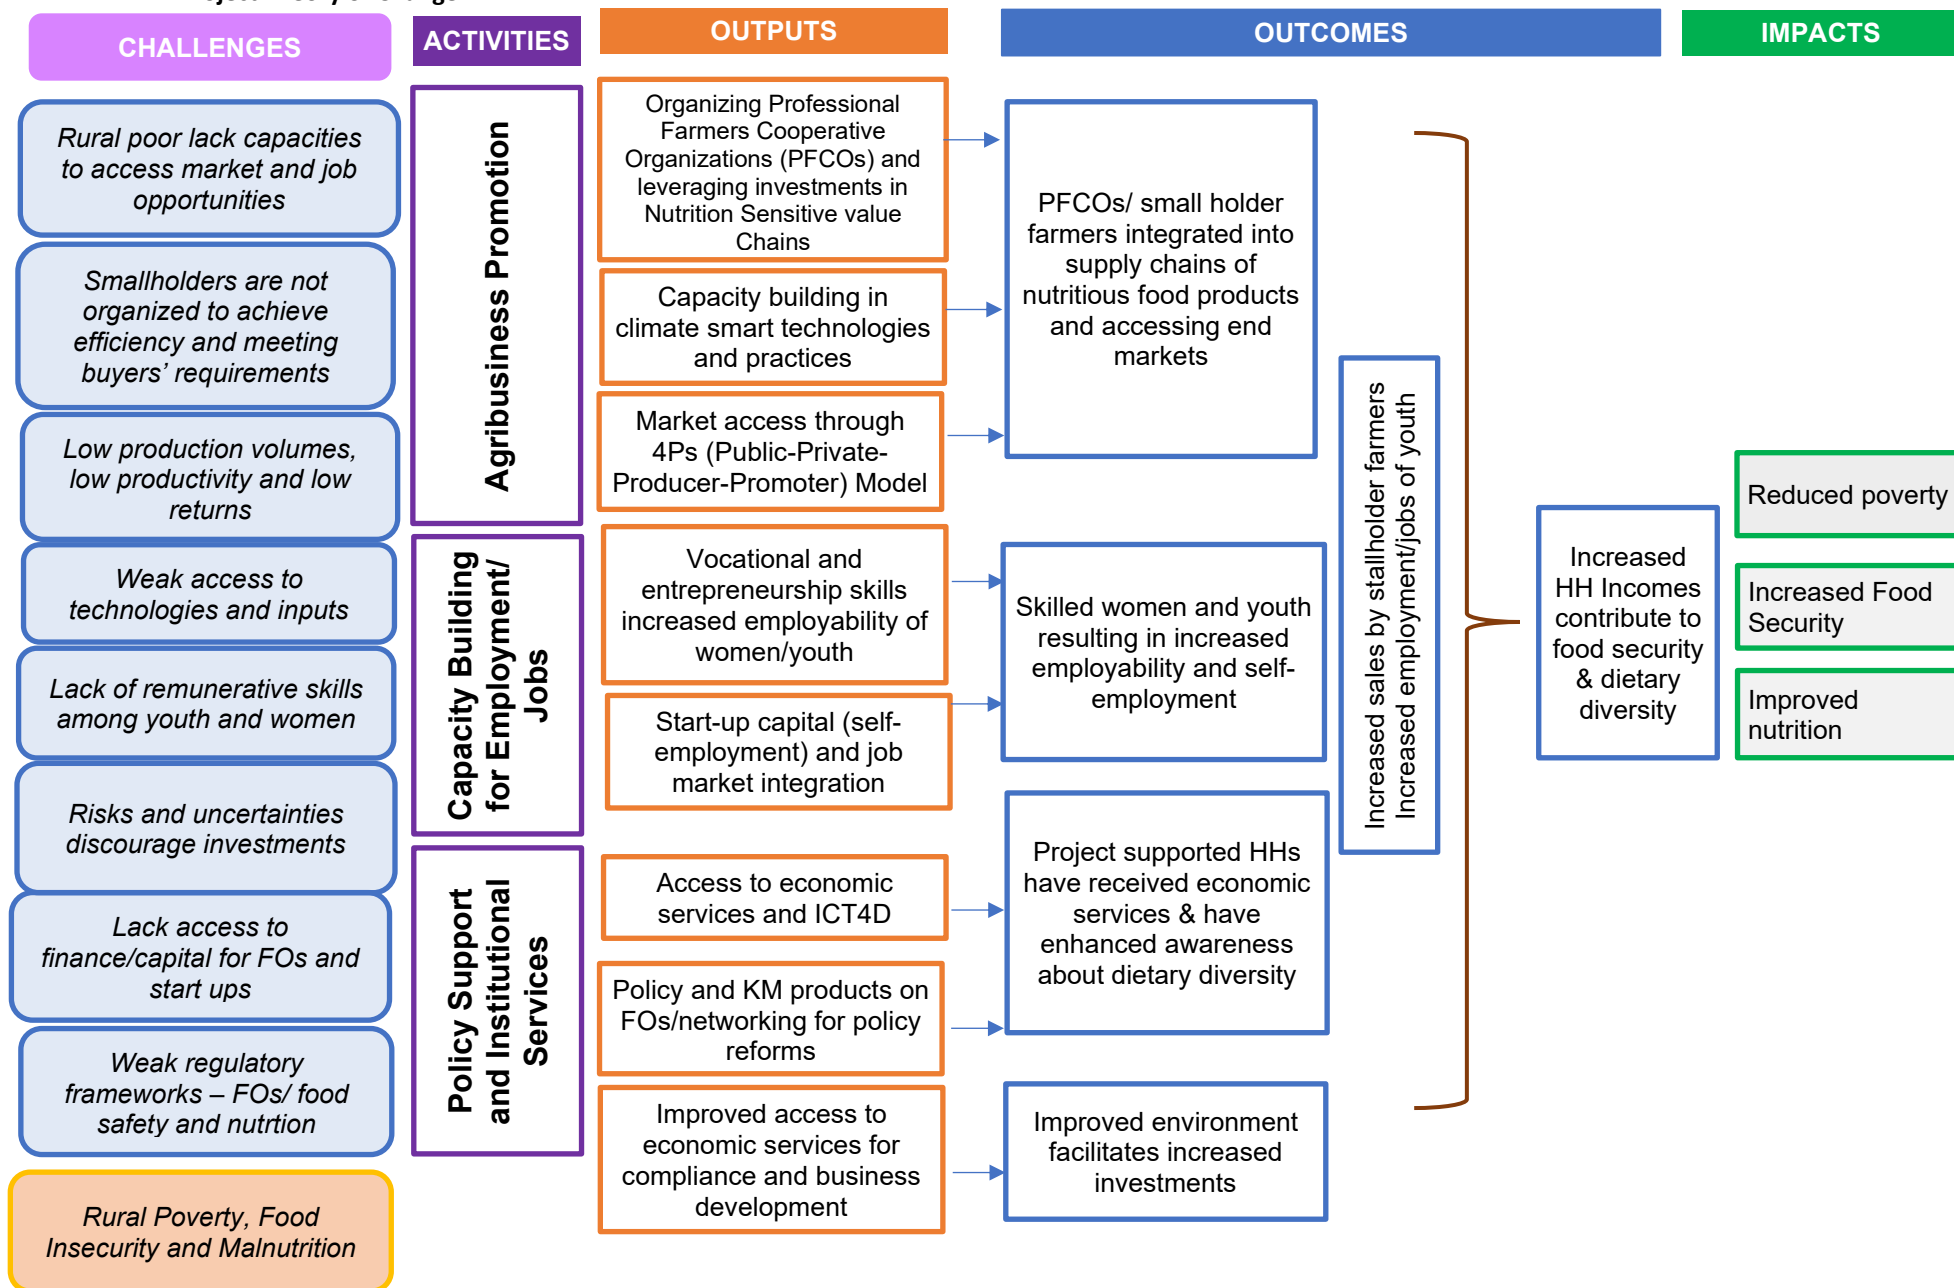 CHALLENGES
Rural poor lack capacities
to access market and job
opportunities
Smallholders are not
organized to achieve
efficiency and meeting
buyers’ requirements
Low production volumes,
low productivity and low
returns
Weak access to
technologies and inputs
Lack of remunerative skills
among youth and women
Risks and uncertainties
discourage investments
Lack access to
finance/capital for FOs and
start ups
Weak regulatory
frameworks – FOs/ food
safety and nutrtion
Rural Poverty, Food
Insecurity and Malnutrition
ACTIVITIES
Agribusiness Promotion
Capacity Building
for Employment/
Jobs
Policy Support
and Institutional
Services
OUTPUTS
Organizing Professional
Farmers Cooperative
Organizations (PFCOs) and
leveraging investments in
Nutrition Sensitive value
Chains
Capacity building in
climate smart technologies
and practices
Market access through
4Ps (Public-Private-
Producer-Promoter) Model
Vocational and
entrepreneurship skills
increased employability of
women/youth
Start-up capital (self-
employment) and job
market integration
Access to economic
services and ICT4D
Policy and KM products on
FOs/networking for policy
reforms
Improved access to
economic services for
compliance and business
development
OUTCOMES
PFCOs/ small holder
farmers integrated into
supply chains of
nutritious food products
and accessing end
markets
Skilled women and youth
resulting in increased
employability and self-
employment
Project supported HHs
have received economic
services & have
enhanced awareness
about dietary diversity
Improved environment
facilitates increased
investments
Increased sales by stallholder farmers
Increased employment/jobs of youth
Increased
HH Incomes
contribute to
food security
& dietary
diversity
IMPACTS
Reduced poverty
Increased Food
Security
Improved
nutrition